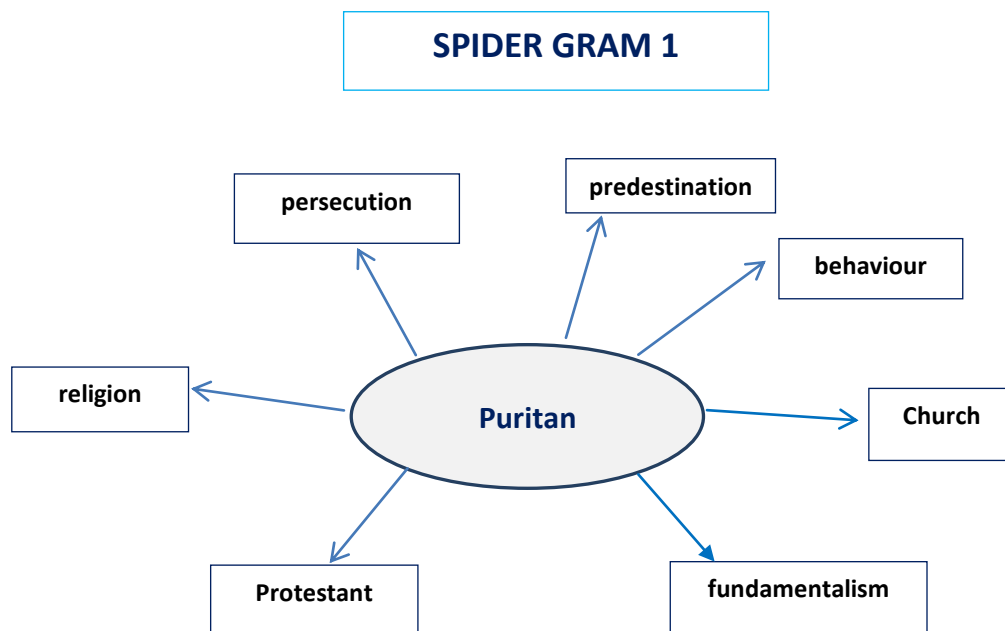 SPIDER GRAM 1
predestination
persecution
behaviour
religion
Puritan
Church
Protestant
fundamentalism